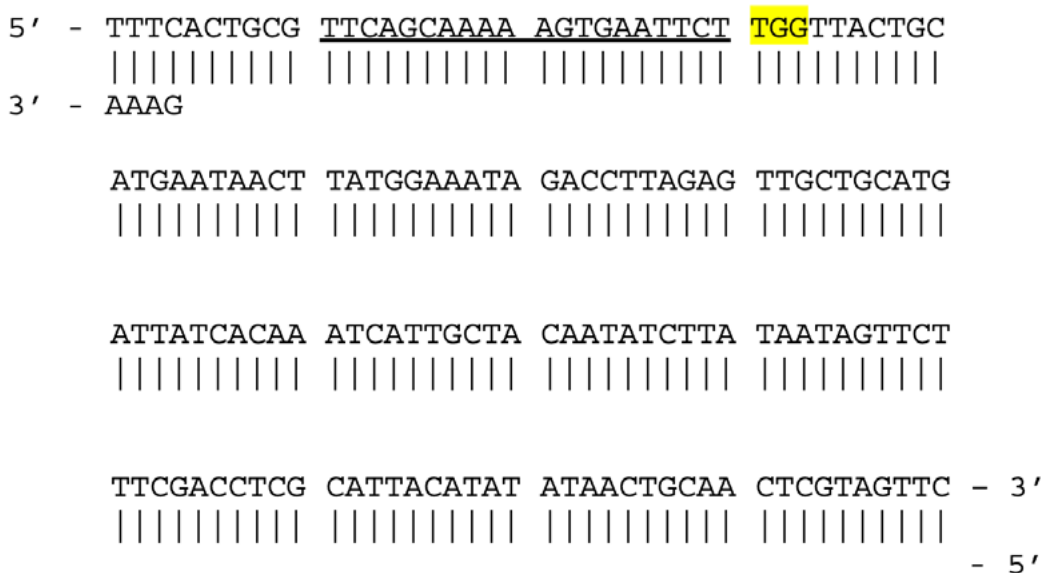 5′ - TTTCACTGCG TTCAGCAAAA AGTGAATTCT TGGTTACTGC
|||||||||| |||||||||| |||||||||| ||||||||||
3′ - AAAG
ATGAATAACT TATGGAAATA GACCTTAGAG TTGCTGCATG
|||||||||| |||||||||| |||||||||| ||||||||||
ATTATCACAA ATCATTGCTA CAATATCTTA TAATAGTTCT
|||||||||| |||||||||| |||||||||| ||||||||||
TTCGACCTCG CATTACATAT ATAACTGCAA CTCGTAGTTC – 3′
|||||||||| |||||||||| |||||||||| ||||||||||
- 5′